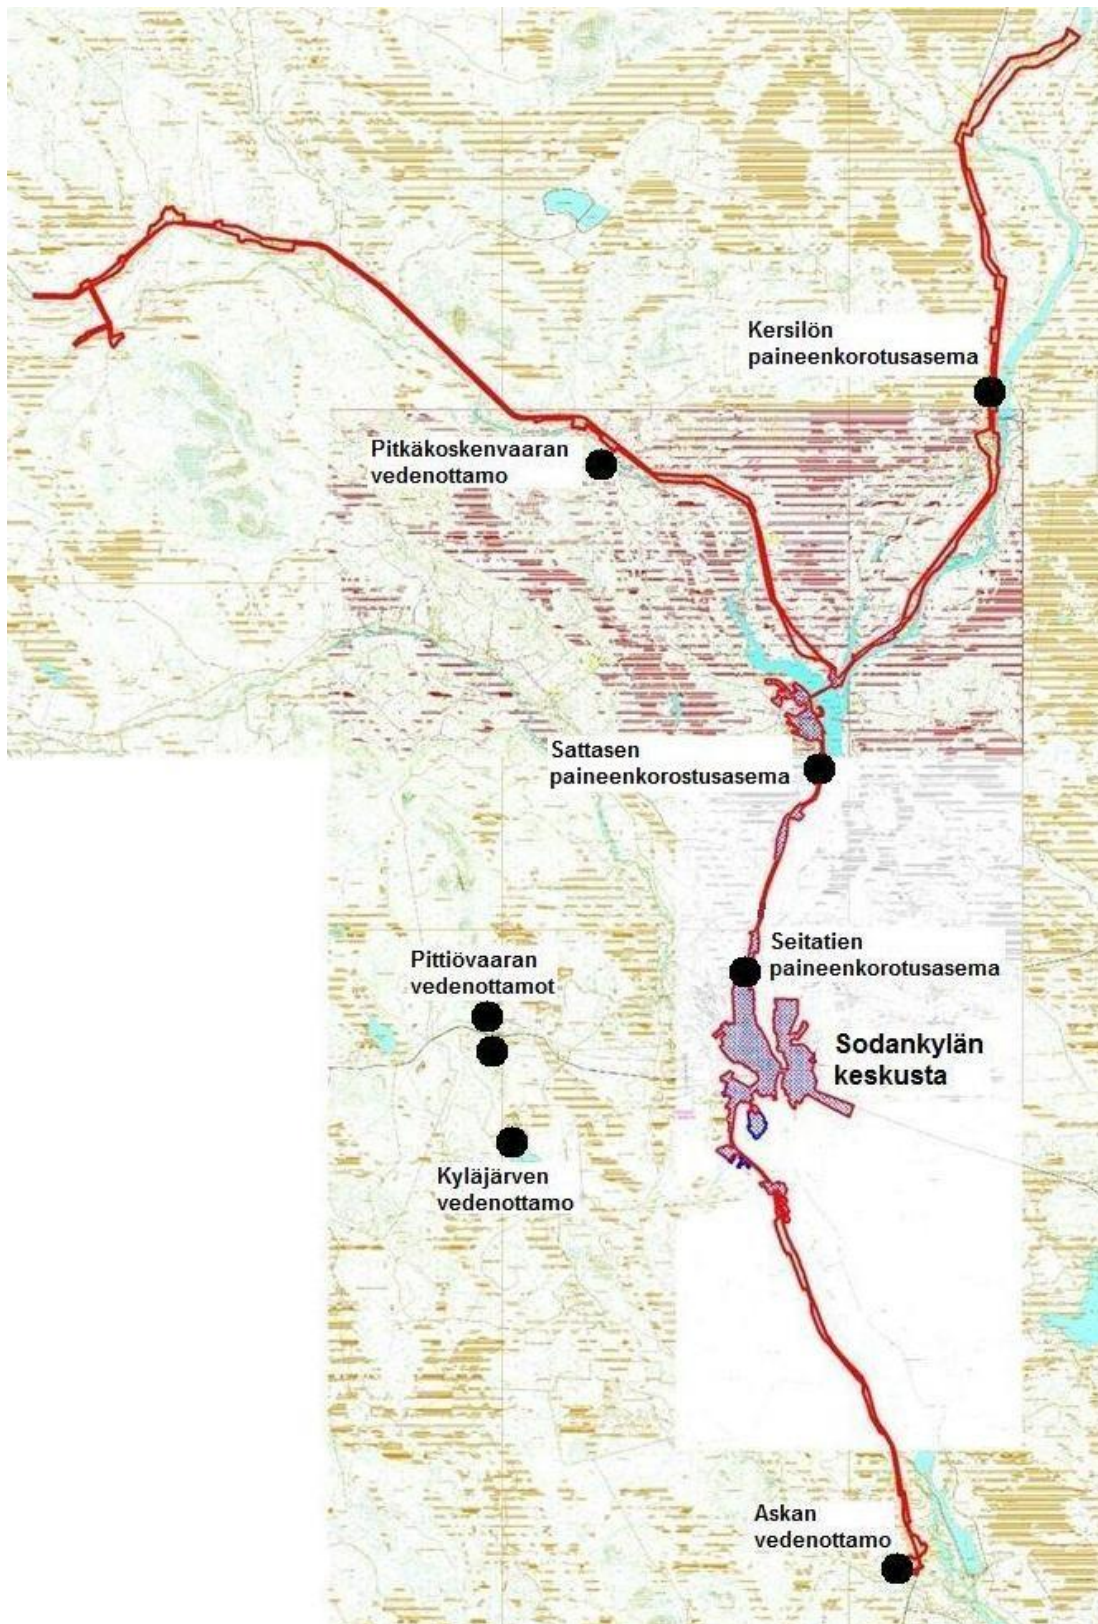 Kersilön
paineenkorotusasema
Pitkäkoskenvaaran
vedenottamo
Sattasen
paineenkorostusasema
Seitatien
paineenkorotusasema
Pittiövaaran
vedenottamot
Sodankylän
keskusta
Kyläjärven
vedenottamo
Askan
vedenottamo